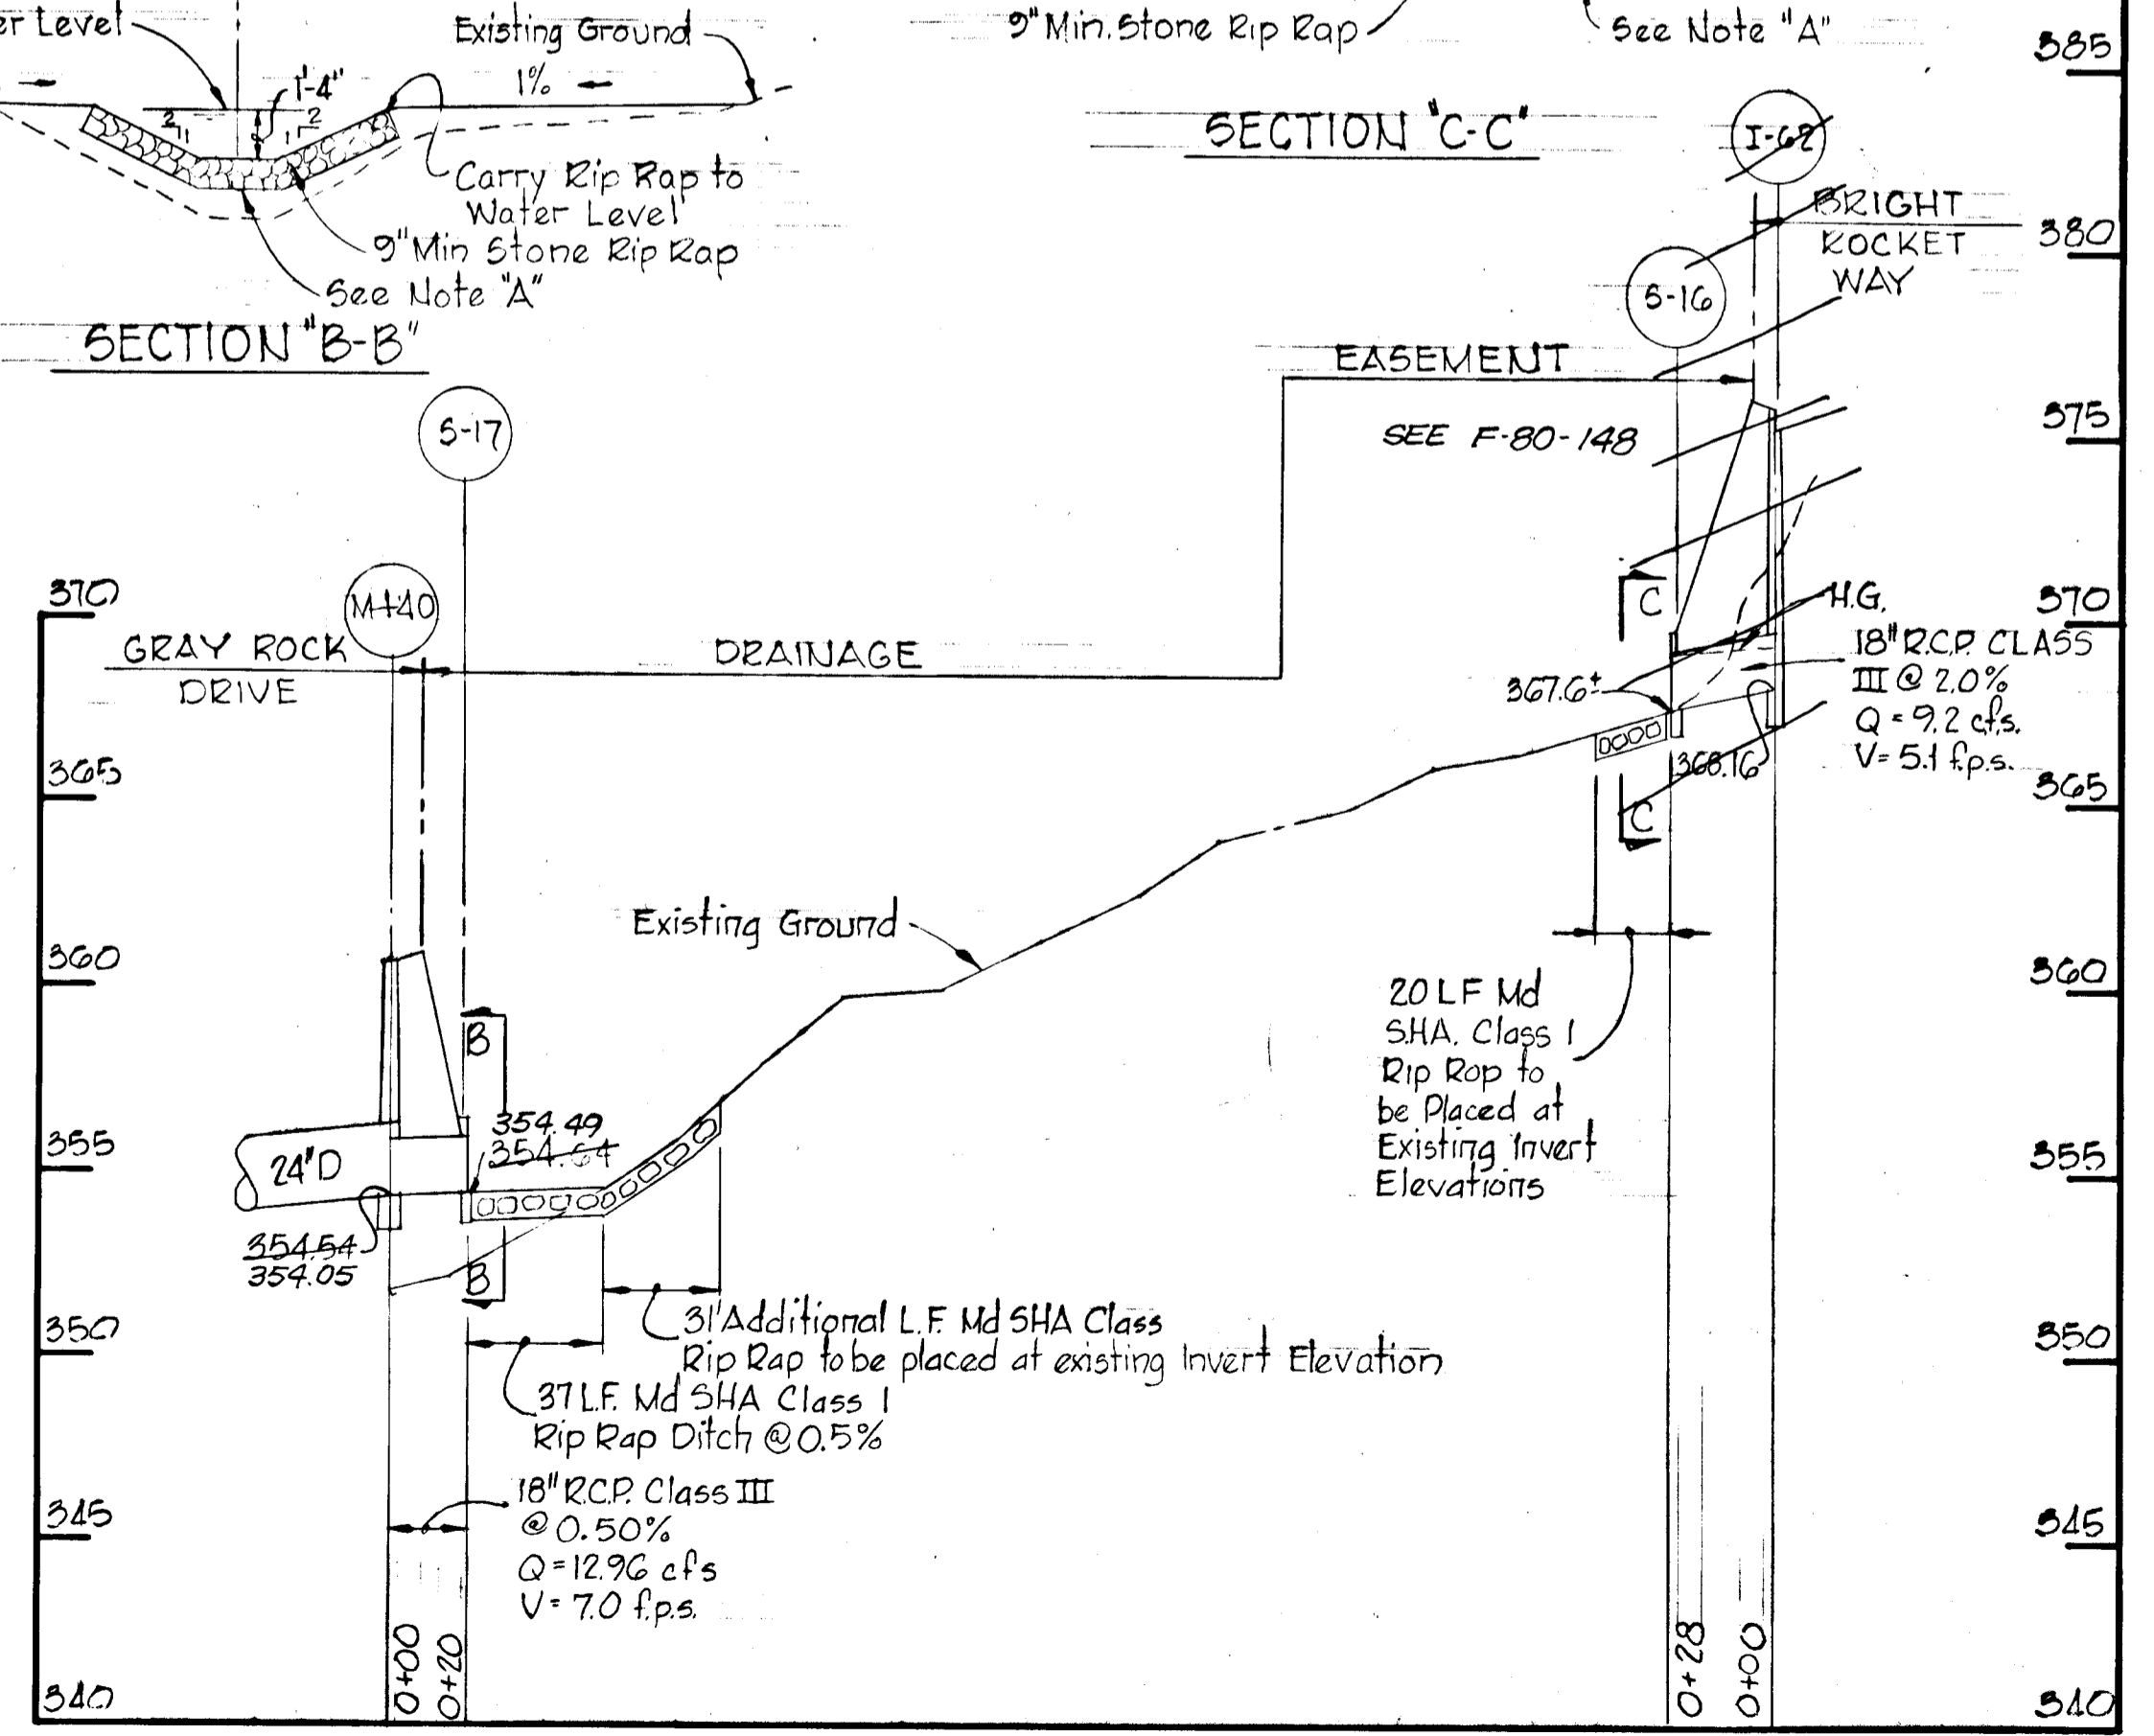 er Level
Existing Ground
1%
1'-4"
2
1
1
2
Carry Rip Rap to
Water Level
9" Min Stone Rip Rap
See Note "A"
SECTION "B-B"
9" Min. Stone Rip Rap
See Note "A"
SECTION "C-C"
385
380
375
370
365
360
355
350
345
340
I-62
BRIGHT
ROCKET
WAY
S-16
EASEMENT
SEE F-80-148
S-17
M-140
370
365
360
355
350
345
340
GRAY ROCK
DRIVE
DRAINAGE
C
C
H.G.
18" R.C.P. CLASS
III @ 2.0%
Q = 9.2 c.f.s.
V = 5.1 f.p.s.
367.6±
368.16
Existing Ground
20 LF Md
S.HA. Class 1
Rip Rop to
be Placed at
Existing Invert
Elevations
B
B
354.49
354.64
24"D
354.54
354.05
31' Additional L.F. Md SHA Class
Rip Rap to be placed at existing Invert Elevation
37 L.F. Md SHA Class 1
Rip Rap Ditch @ 0.5%
18" R.C.P. Class III
@ 0.50%
Q = 12.96 cfs
V = 7.0 f.p.s.
0+00
0+20
0+28
0+00